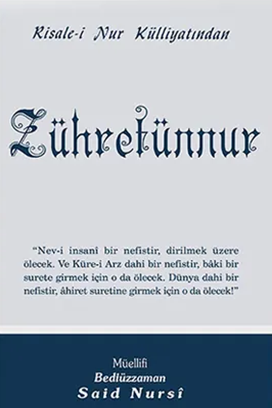 Risale-i Nur Külliyatından
Zühretünnur
“Nev-i insanî bir nefistir, dirilmek üzere
ölecek. Ve Küre-i Arz dahi bir nefistir, bâki bir
surete girmek için o da ölecek. Dünya dahi bir
nefistir, âhiret suretine girmek için o da ölecek!”
Müellifi
Bedîüzzaman
Said Nursî